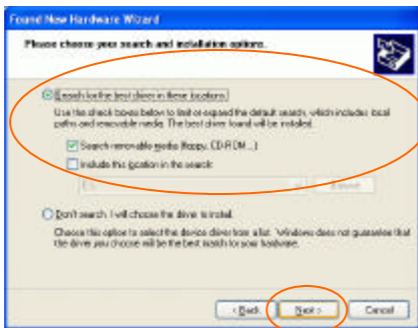 Found New Hardware Wizard
Please choose your search and installation options.
Search for the best driver in these locations.
Use the check boxes below to limit or expand the default search, which includes local
paths and removable media. The best driver found will be installed.
Search removable media (floppy, CD-ROM...)
Include this location in the search:
Browse
Don't search. I will choose the driver to install.
Choose this option to select the device driver from a list. Windows does not guarantee that
the driver you choose will be the best match for your hardware.
< Back
Next >
Cancel